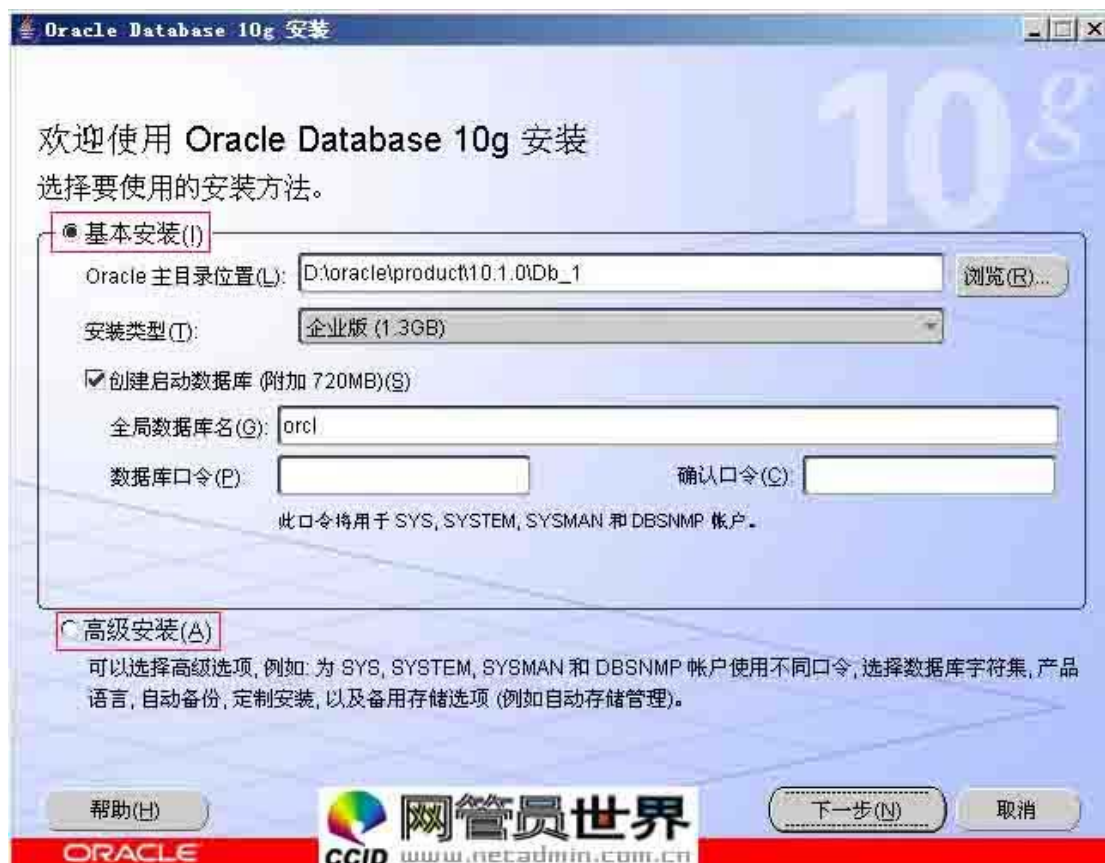 Oracle Database 10g 安装
10g
欢迎使用 Oracle Database 10g 安装
选择要使用的安装方法。
基本安装(I)
Oracle 主目录位置(L): D:\oracle\product\10.1.0\Db_1 浏览(R)...
安装类型(T): 企业版 (1.3GB)
创建启动数据库 (附加 720MB)(S)
全局数据库名(G): orcl
数据库口令(P): 确认口令(C):
此口令将用于 SYS, SYSTEM, SYSMAN 和 DBSNMP 帐户。
高级安装(A)
可以选择高级选项, 例如: 为 SYS, SYSTEM, SYSMAN 和 DBSNMP 帐户使用不同口令, 选择数据库字符集, 产品
语言, 自动备份, 定制安装, 以及备用存储选项 (例如自动存储管理)。
帮助(H) 下一步(N) 取消
网管员世界
ORACLE CCID www.netadmin.com.cn